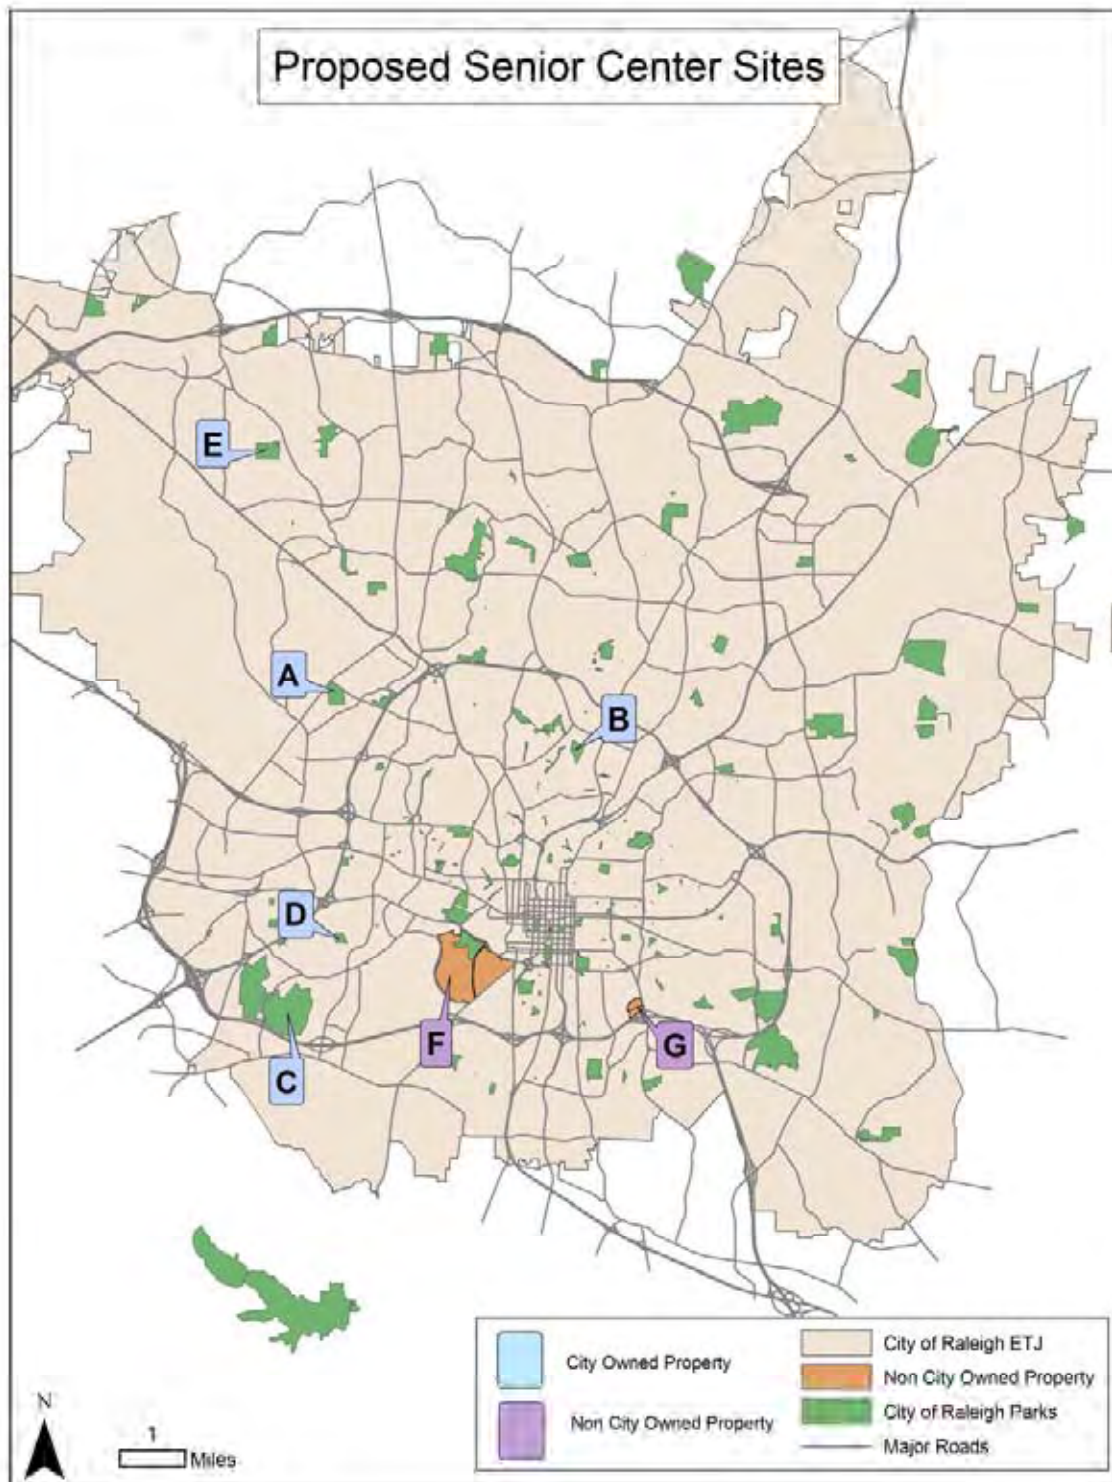 Proposed Senior Center Sites
E
A
B
D
F
G
C
City Owned Property
Non City Owned Property
City of Raleigh ETJ
Non City Owned Property
City of Raleigh Parks
Major Roads
N
1
Miles